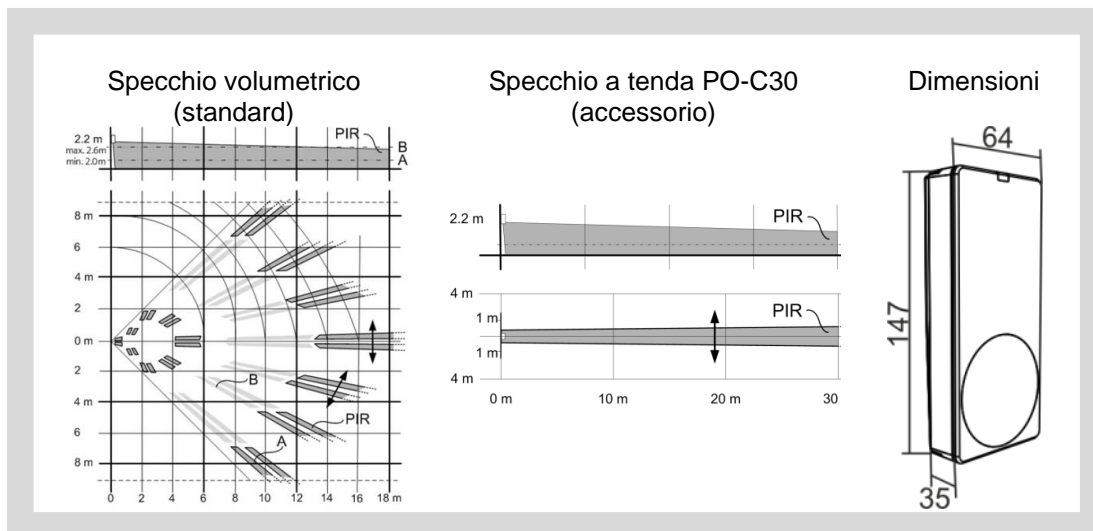 Specchio volumetrico
(standard)
2.2 m
max. 2.6m
min. 2.0m
PIR
B
A
8 m
6
4 m
2
0 m
2
4 m
6
8 m
B
PIR
A
0 2 4 6 8 10 12 14 16 18 m
Specchio a tenda PO-C30
(accessorio)
2.2 m
PIR
4 m
1 m
1 m
4 m
PIR
0 m 10 m 20 m 30
Dimensioni
64
147
35